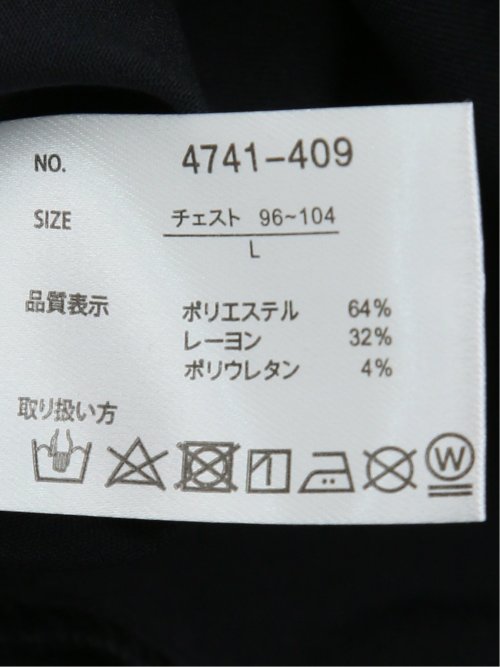 NO. 4741-409
SIZE チェスト 96~104
L
品質表示 ポリエステル 64%
レーヨン 32%
ポリウレタン 4%
取り扱い方
W